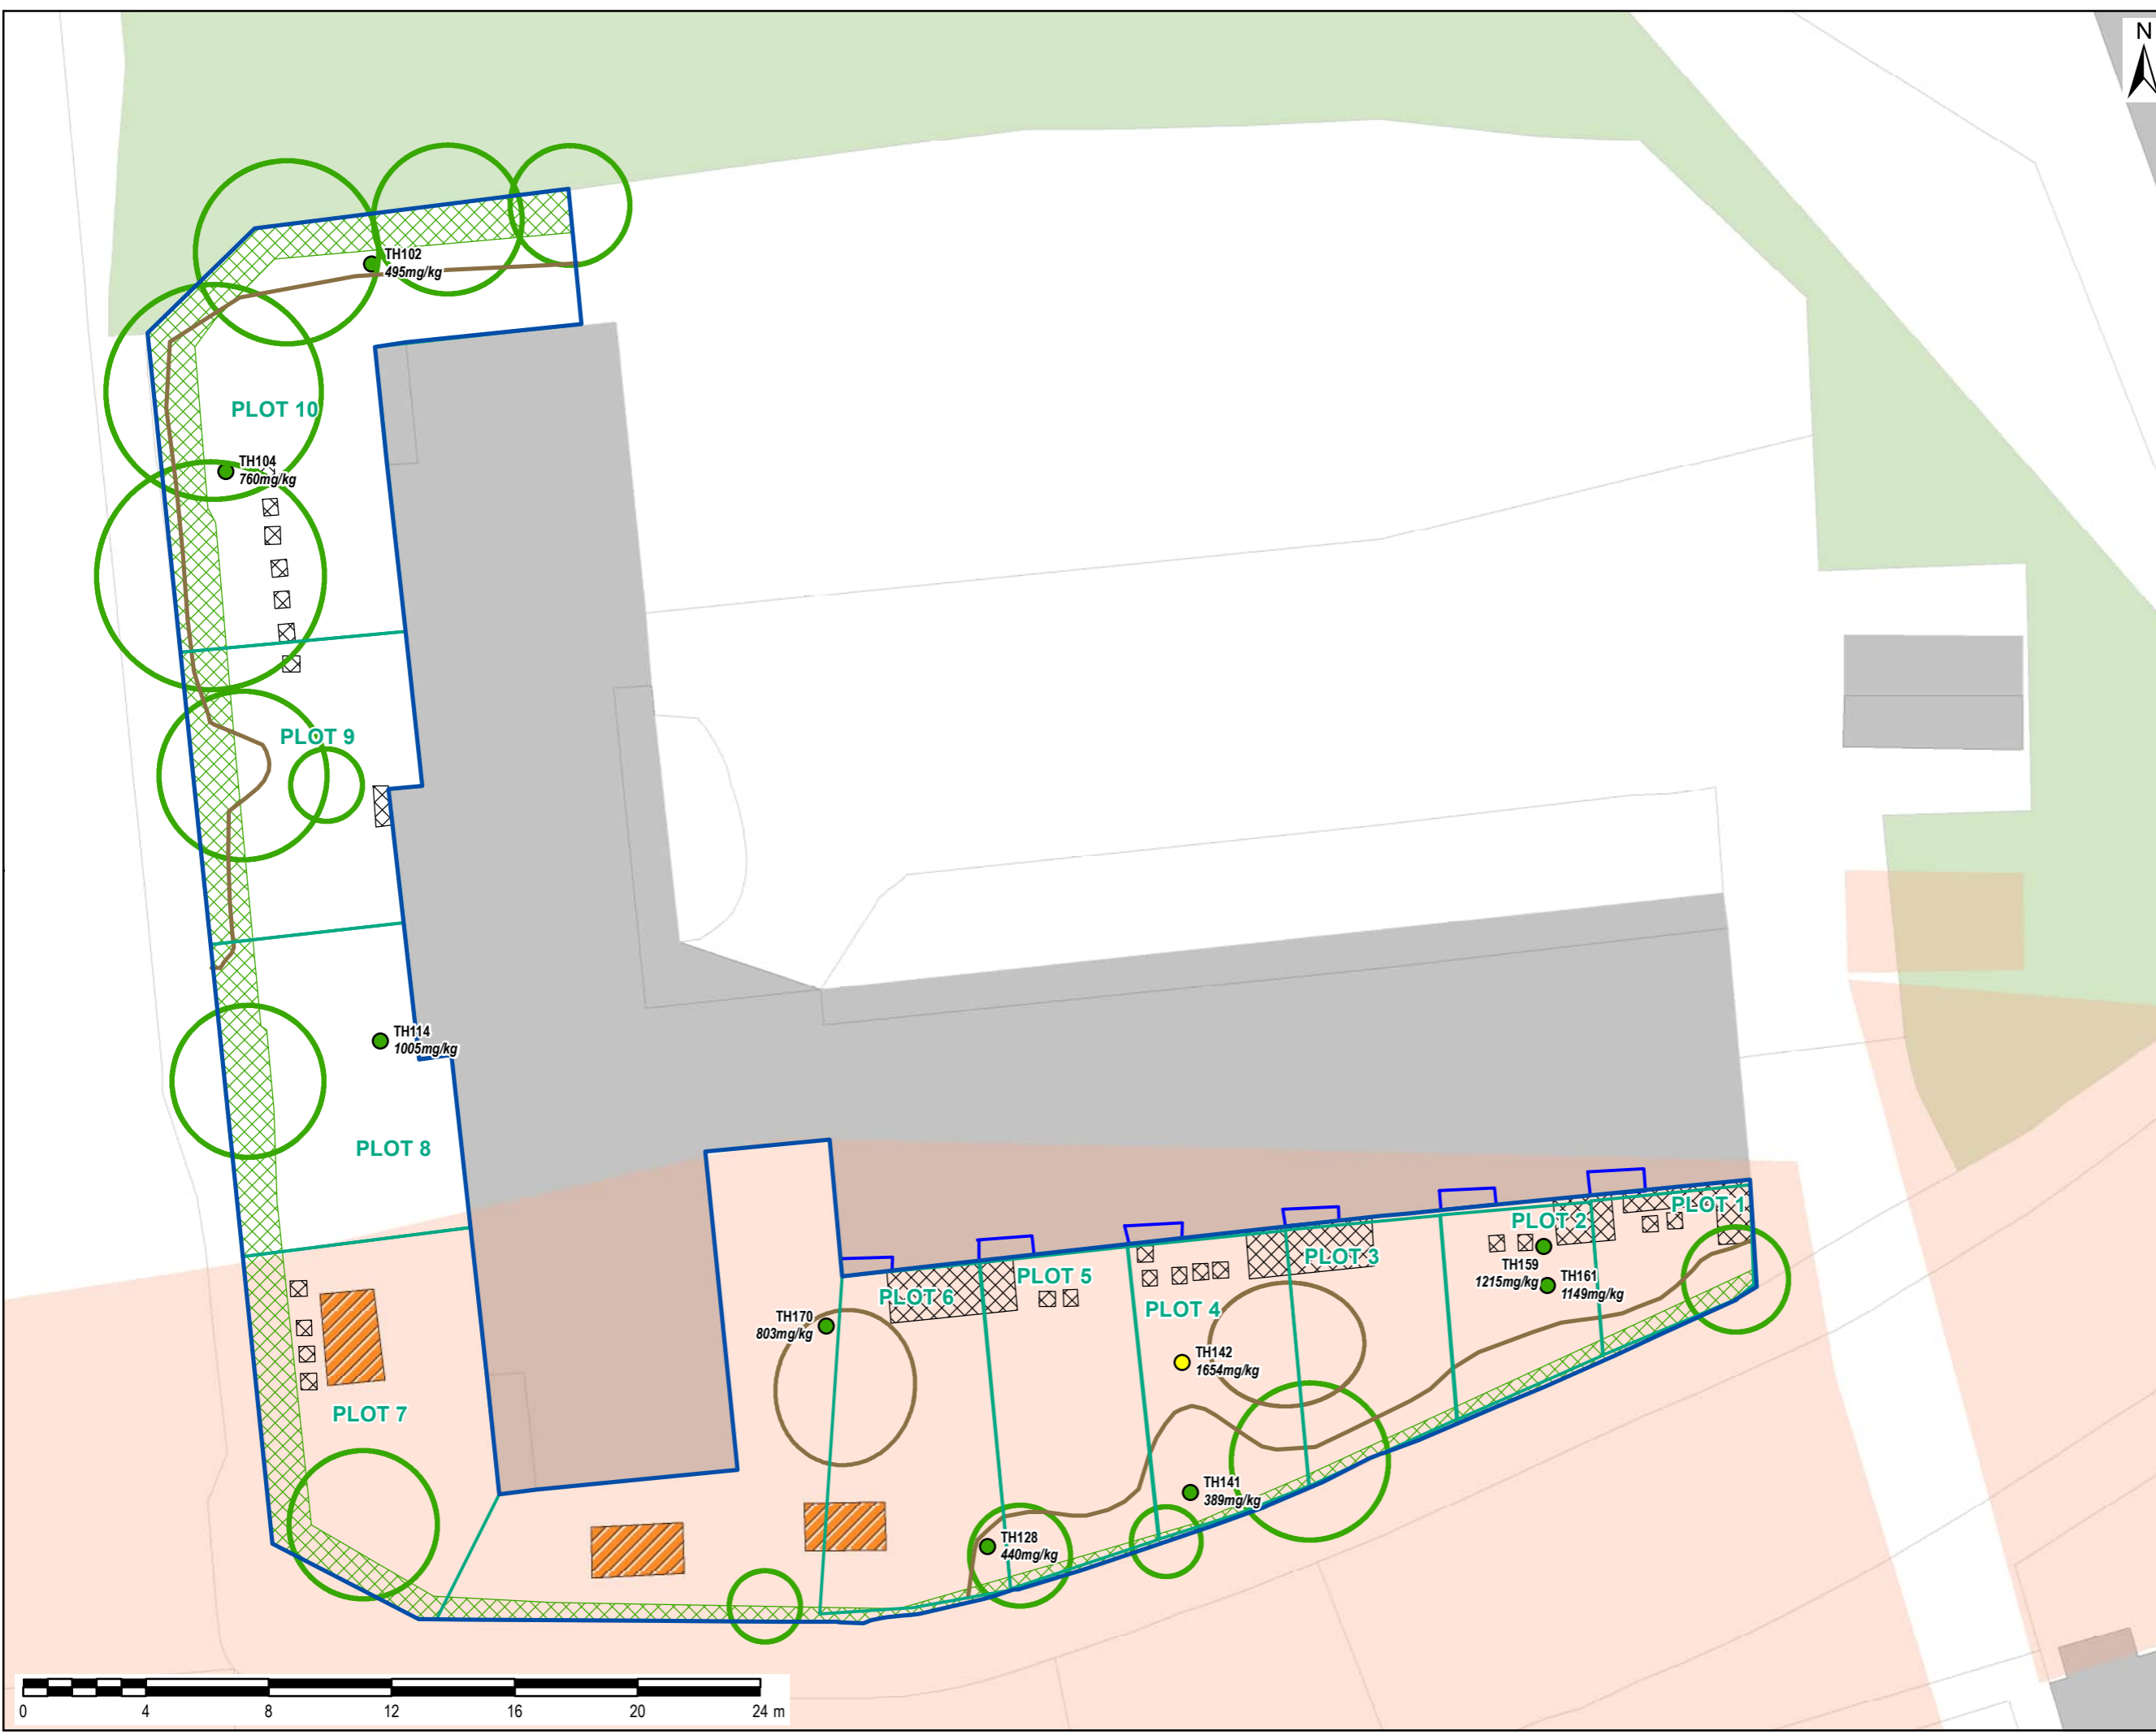 N
TH102
495mg/kg
PLOT 10
TH104
760mg/kg
PLOT 9
TH114
1005mg/kg
PLOT 8
PLOT 1
PLOT 2
PLOT 3
PLOT 5
PLOT 6
PLOT 4
TH159
1215mg/kg
TH161
1149mg/kg
TH170
803mg/kg
TH142
1654mg/kg
PLOT 7
TH141
389mg/kg
TH128
440mg/kg
0 4 8 12 16 20 24 m